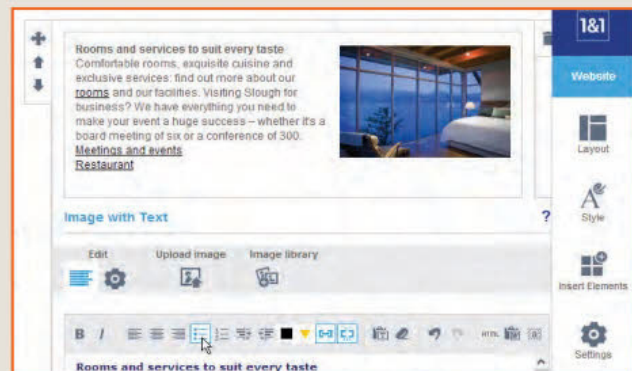 1&1
Rooms and services to suit every taste
Comfortable rooms, exquisite cuisine and
exclusive services: find out more about our
rooms and our facilities. Visiting Slough for
business? We have everything you need to
make your event a huge success – whether it's a
board meeting of six or a conference of 300.
Meetings and events
Restaurant
Website
Layout
Image with Text
?
Style
Edit
Upload image
Image library
Insert Elements
B I
HTML
Settings
Rooms and services to suit every taste